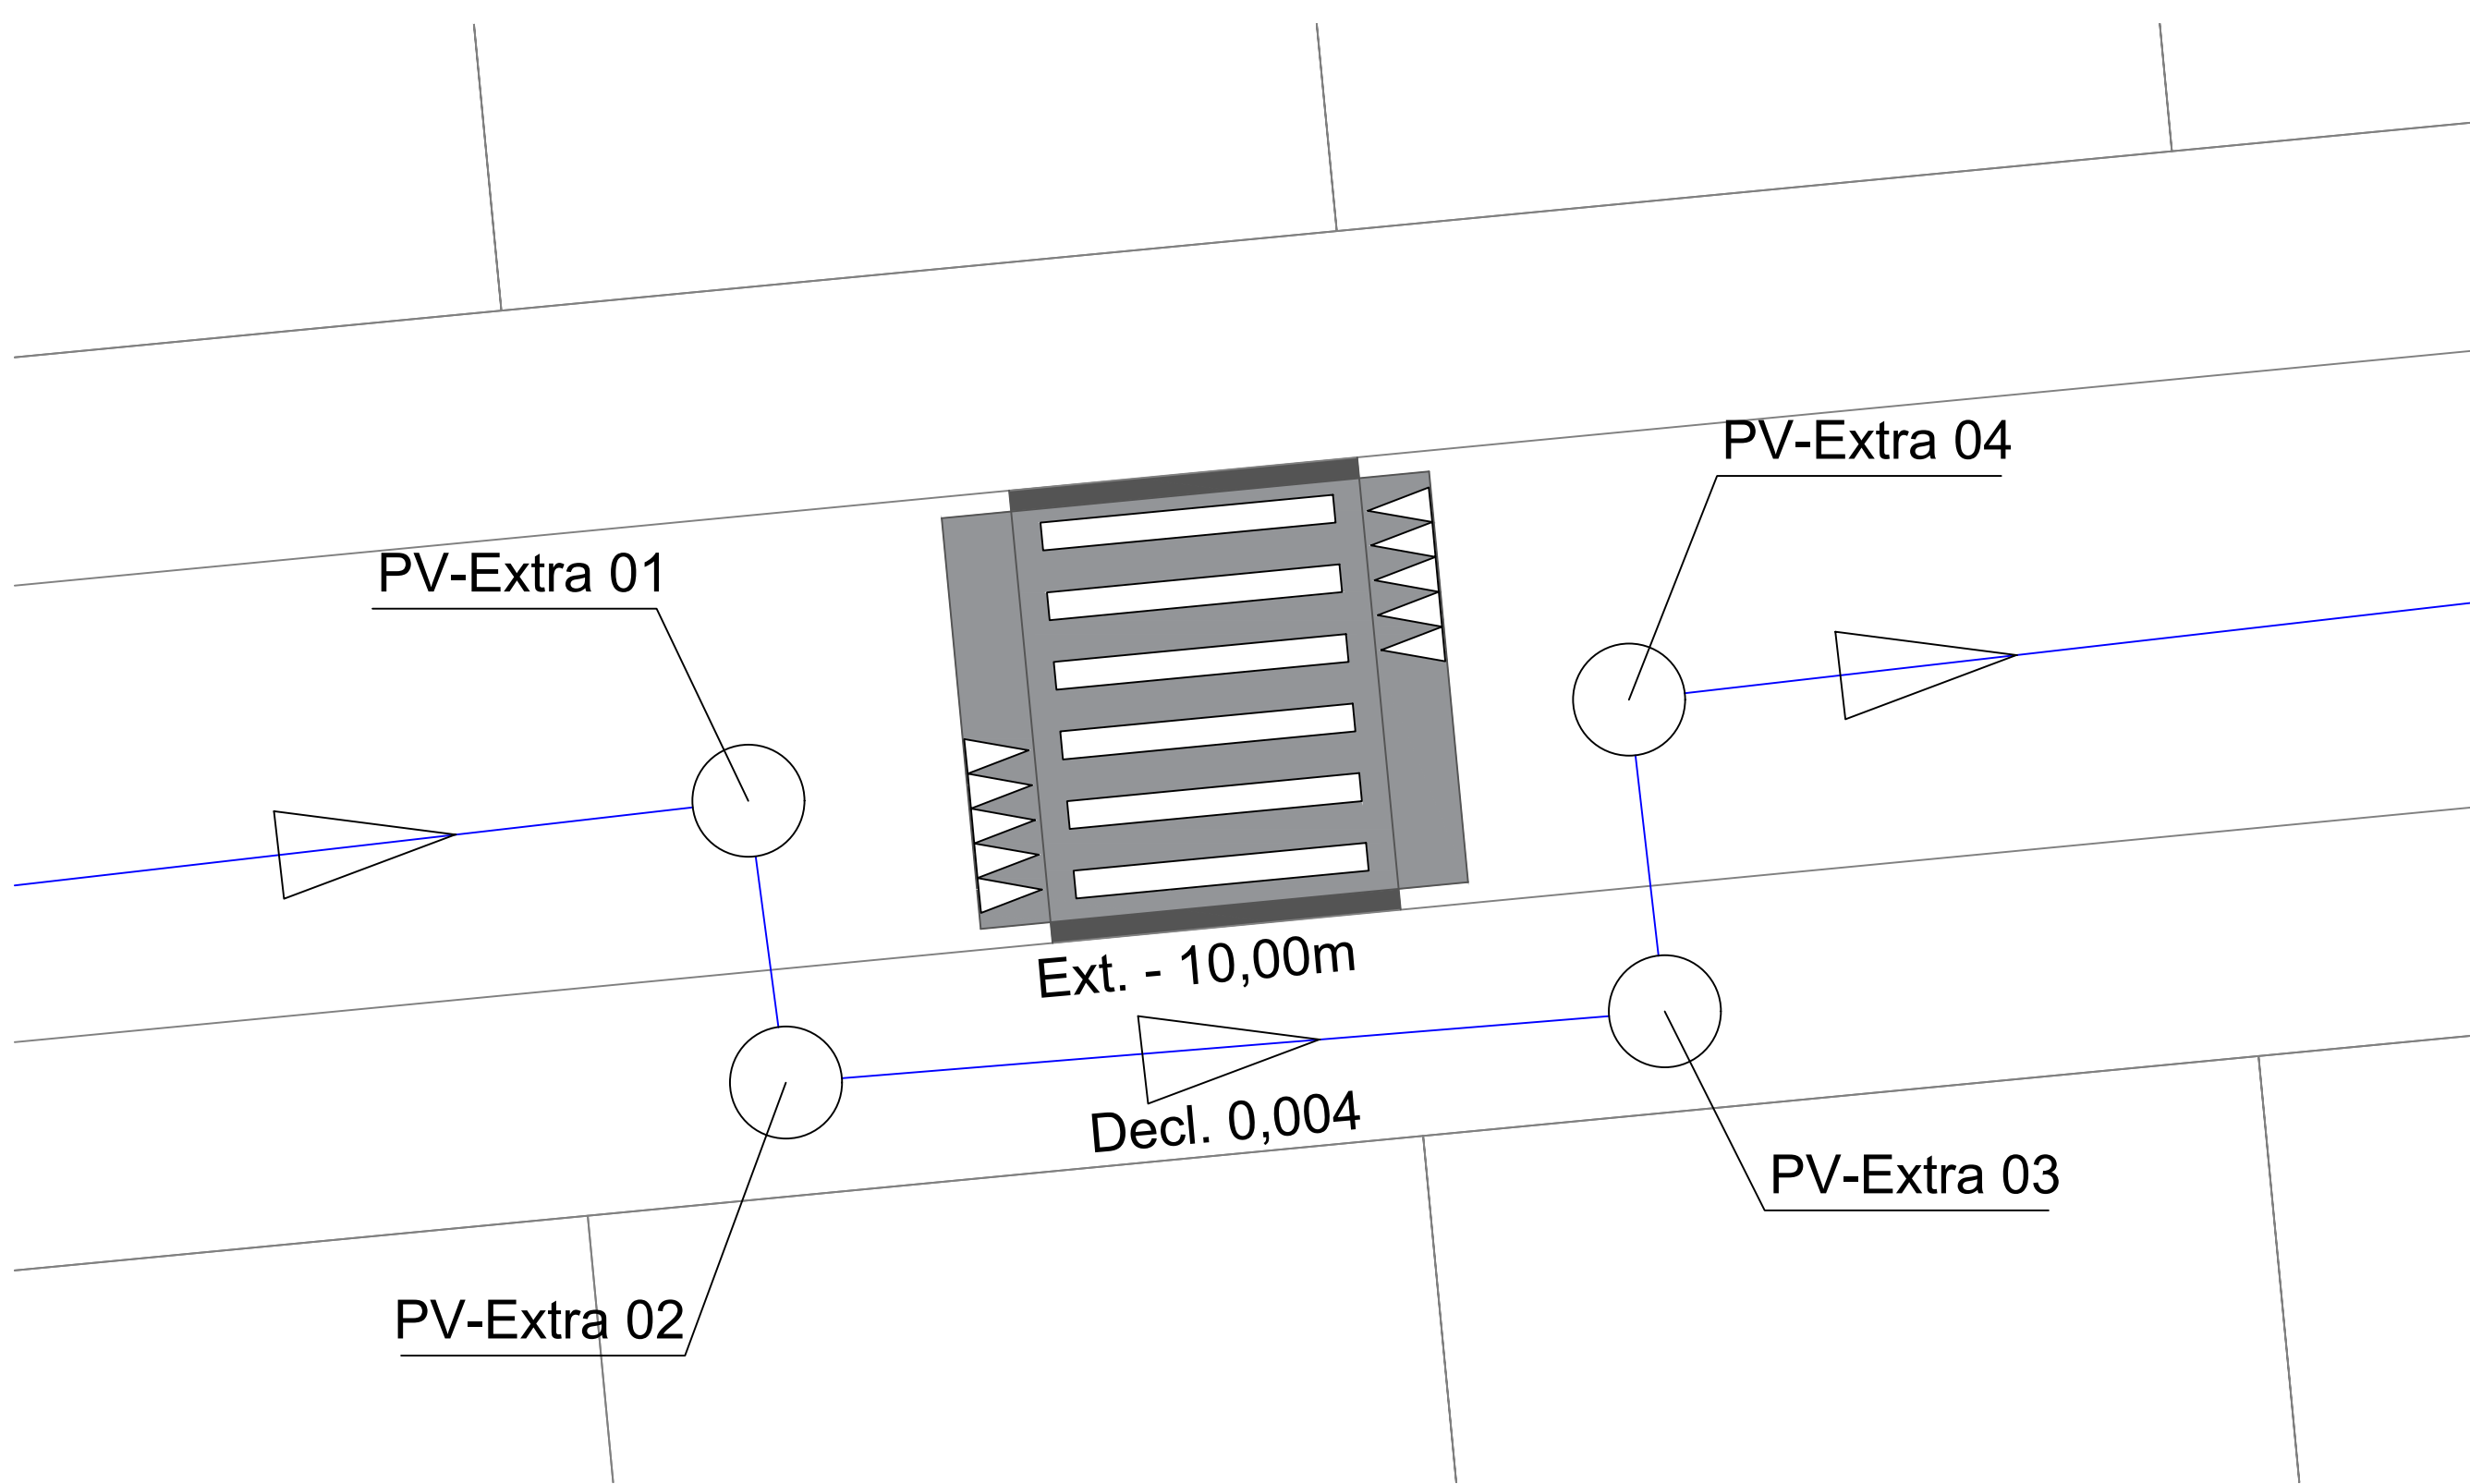 PV-Extra 04
PV-Extra 01
Ext. - 10,00m
Decl. 0,004
PV-Extra 03
PV-Extra 02